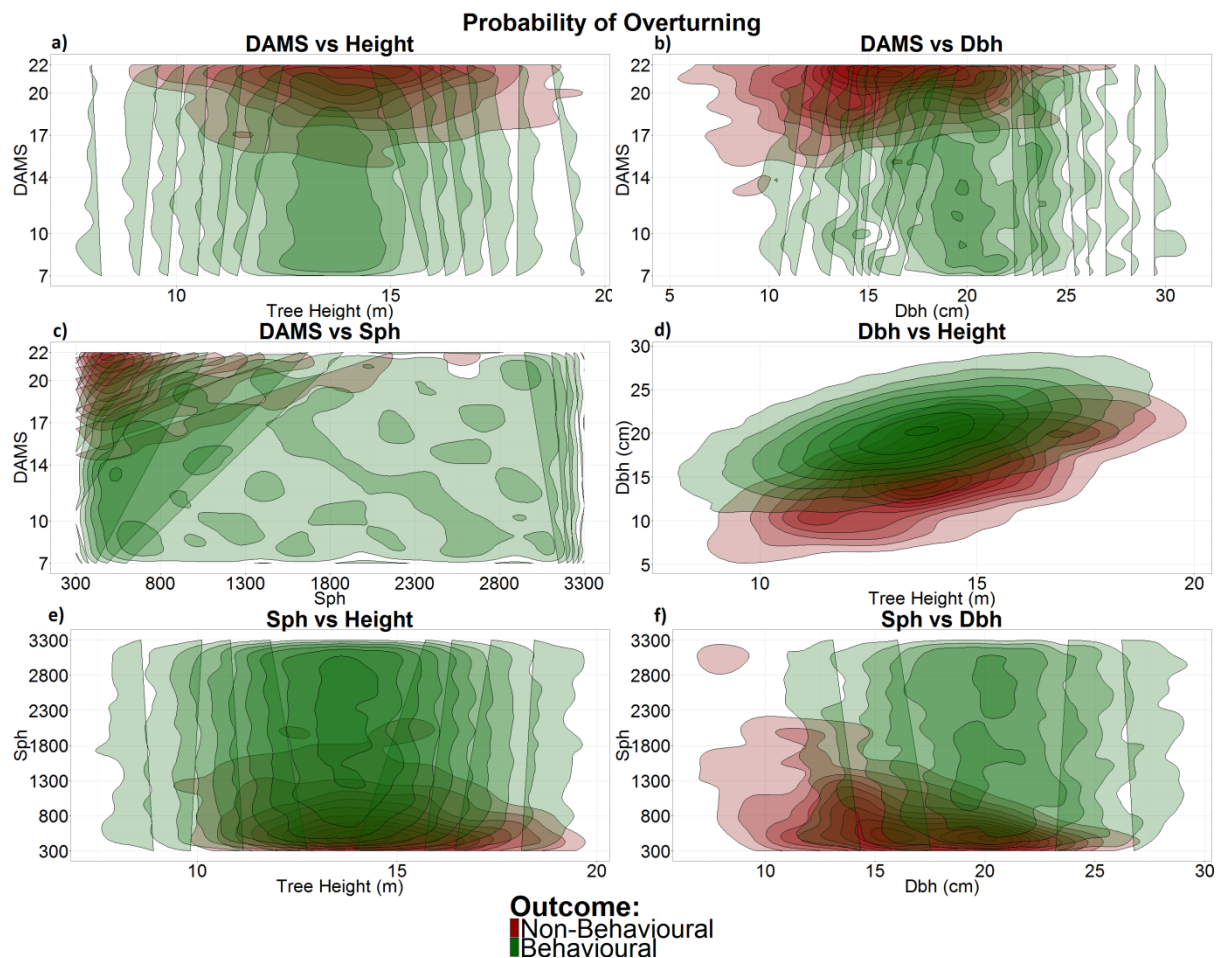 Probability of Overturning
a) DAMS vs Height
22
20
17
14
10
7
DAMS
10 15 20
Tree Height (m)
b) DAMS vs Dbh
22
20
17
14
10
7
DAMS
5 10 15 20 25 30
Dbh (cm)
c) DAMS vs Sph
22
20
17
14
10
7
DAMS
300 800 1300 1800 2300 2800 3300
Sph
d) Dbh vs Height
30
25
20
15
10
5
Dbh (cm)
10 15 20
Tree Height (m)
e) Sph vs Height
3300
2800
2300
1800
1300
800
300
Sph
10 15 20
Tree Height (m)
f) Sph vs Dbh
3300
2800
2300
1800
1300
800
300
Sph
10 20 30
Dbh (cm)
Outcome:
Non-Behavioural
Behavioural